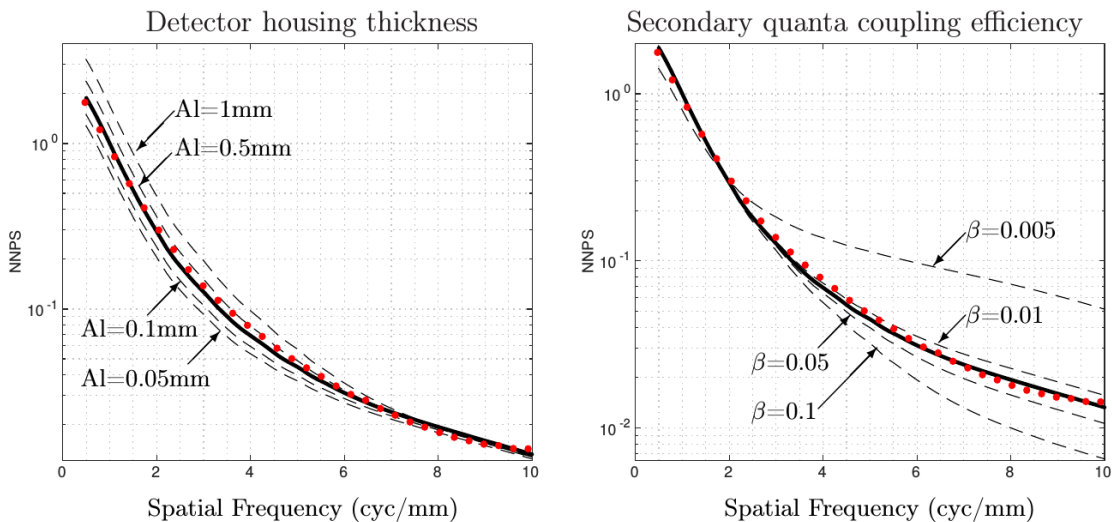 Detector housing thickness
Al=1mm
Al=0.5mm
Al=0.1mm
Al=0.05mm
NNPS
10^0
10^-1
0 2 4 6 8 10
Spatial Frequency (cyc/mm)
Secondary quanta coupling efficiency
β=0.005
β=0.01
β=0.05
β=0.1
NNPS
10^0
10^-1
10^-2
0 2 4 6 8 10
Spatial Frequency (cyc/mm)